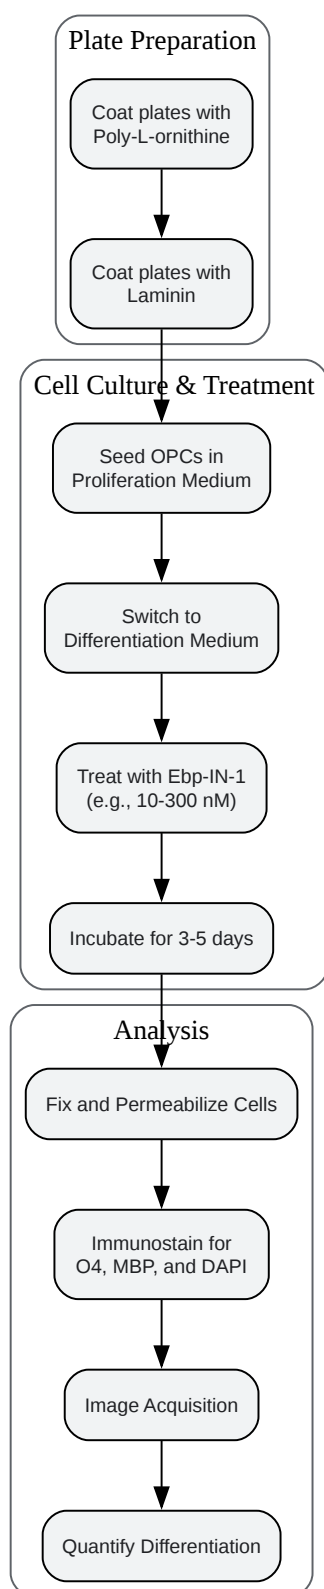 Plate Preparation
Coat plates with
Poly-L-ornithine
Coat plates with
Laminin
Cell Culture & Treatment
Seed OPCs in
Proliferation Medium
Switch to
Differentiation Medium
Treat with Ebp-IN-1
(e.g., 10-300 nM)
Incubate for 3-5 days
Analysis
Fix and Permeabilize Cells
Immunostain for
O4, MBP, and DAPI
Image Acquisition
Quantify Differentiation